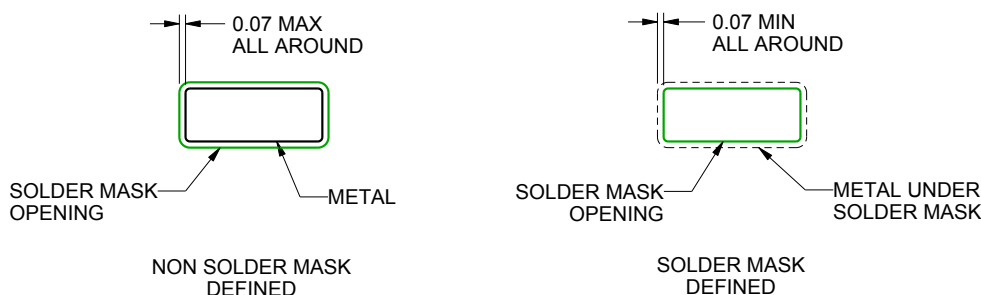 0.07 MAX
ALL AROUND
SOLDER MASK
OPENING
METAL
NON SOLDER MASK
DEFINED
0.07 MIN
ALL AROUND
SOLDER MASK
OPENING
METAL UNDER
SOLDER MASK
SOLDER MASK
DEFINED